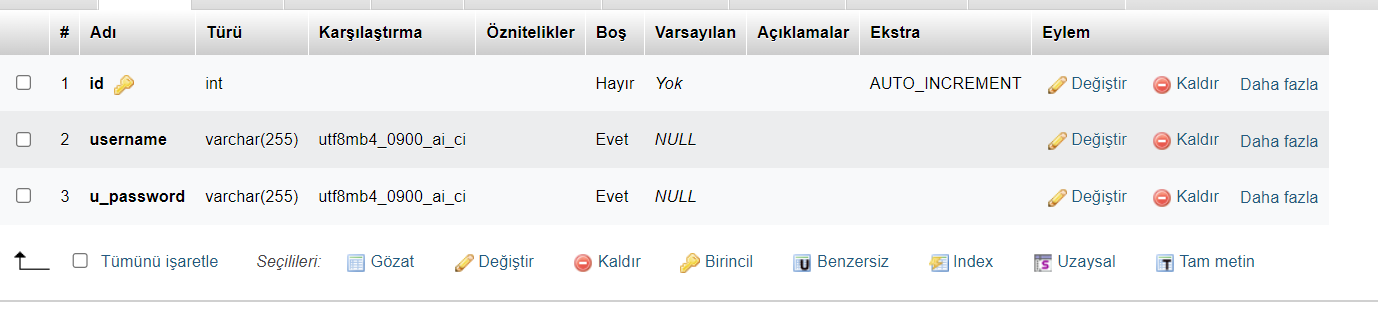 # Adı Türü Karşılaştırma Öznitelikler Boş Varsayılan Açıklamalar Ekstra Eylem
1 id int Hayır Yok AUTO_INCREMENT Değiştir Kaldır Daha fazla
2 username varchar(255) utf8mb4_0900_ai_ci Evet NULL Değiştir Kaldır Daha fazla
3 u_password varchar(255) utf8mb4_0900_ai_ci Evet NULL Değiştir Kaldır Daha fazla
Tümünü işaretle Seçilileri: Gözat Değiştir Kaldır Birincil Benzersiz Index Uzaysal Tam metin